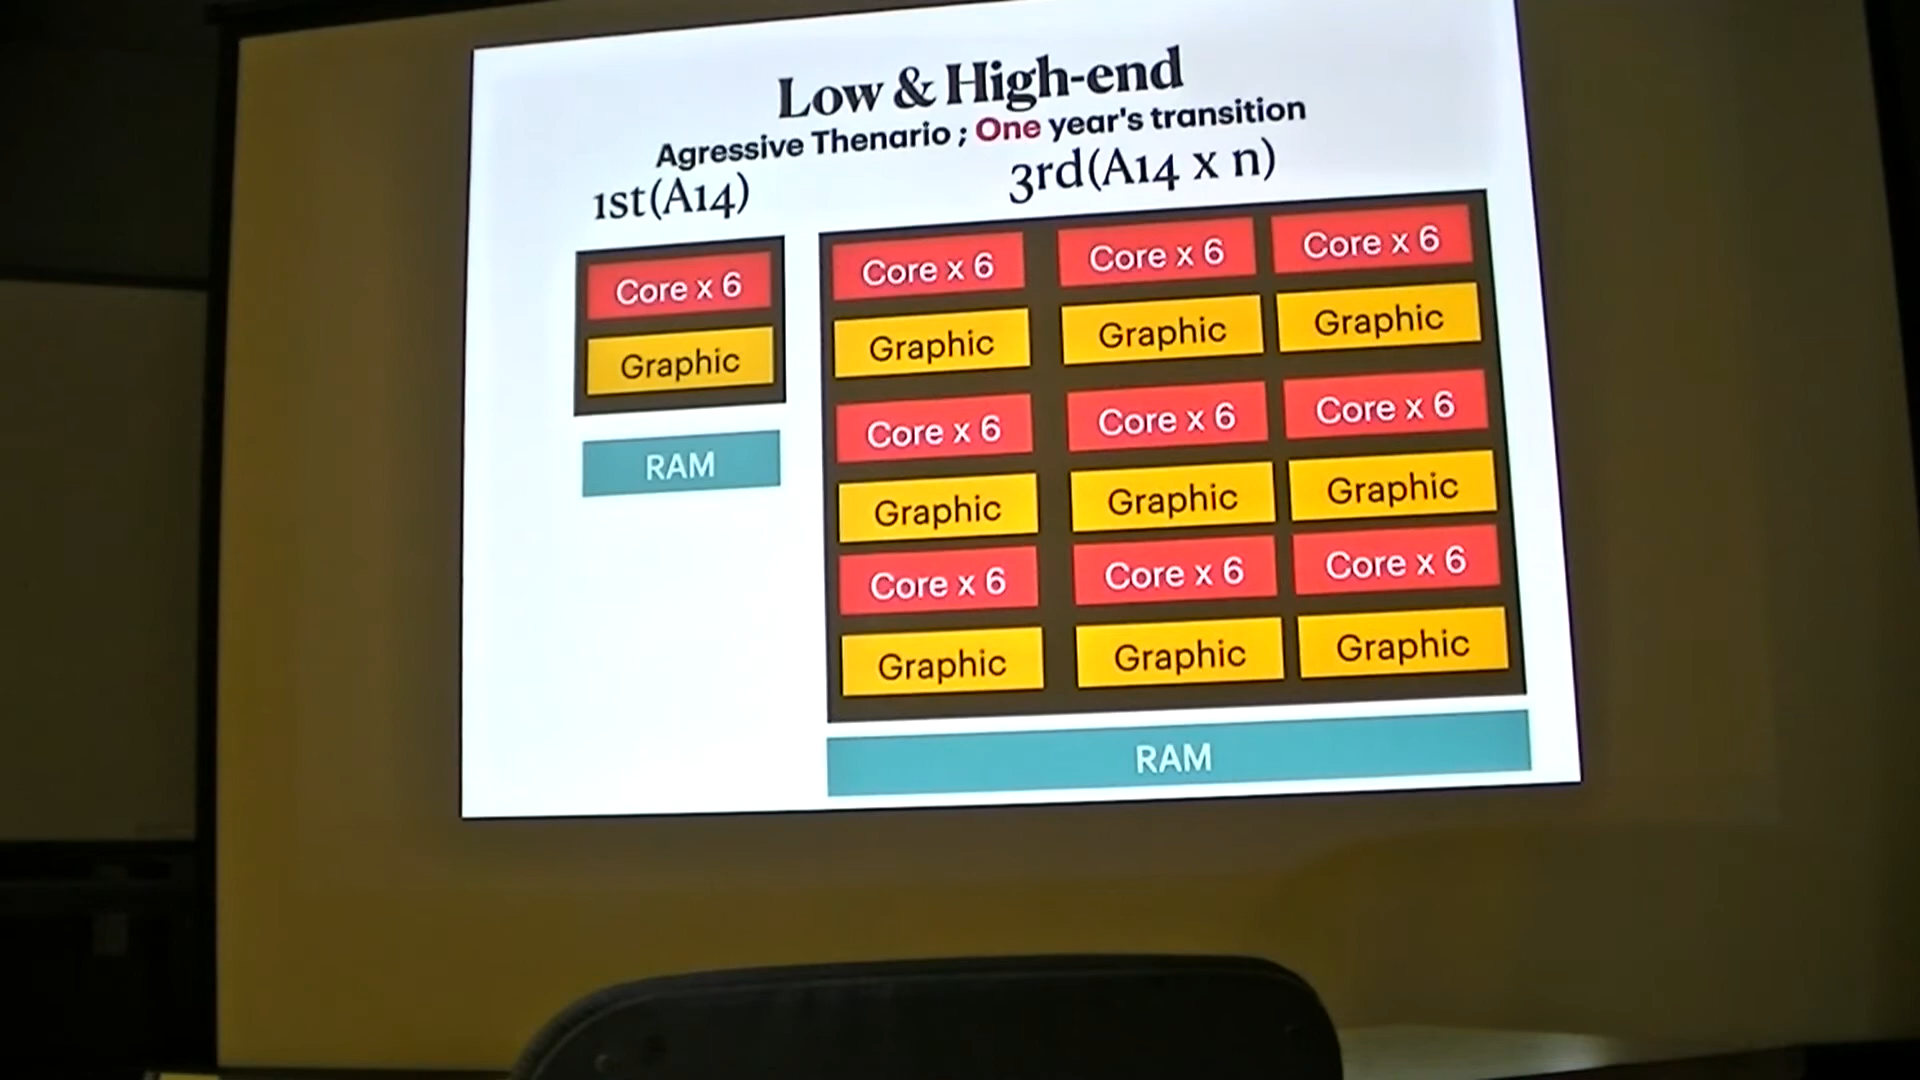 Low & High-end
Agressive Thenario ; One year's transition
1st(A14)
3rd(A14 x n)
Core x 6
Graphic
RAM
Core x 6 Core x 6 Core x 6
Graphic Graphic Graphic
Core x 6 Core x 6 Core x 6
Graphic Graphic Graphic
Core x 6 Core x 6 Core x 6
Graphic Graphic Graphic
RAM